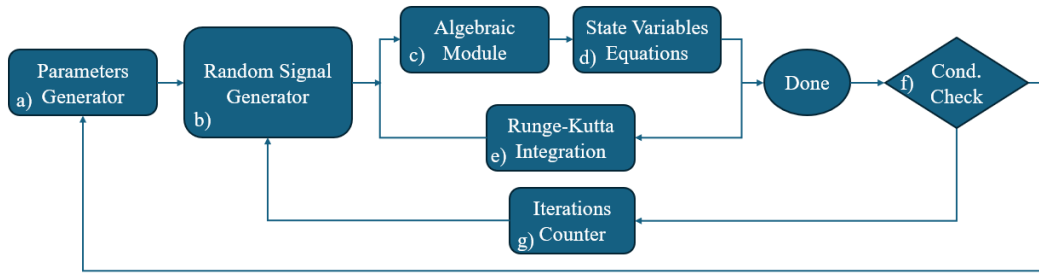 Parameters
a) Generator
Random Signal
Generator
b)
Algebraic
c) Module
State Variables
d) Equations
Runge-Kutta
e) Integration
Done
f) Cond.
Check
Iterations
g) Counter